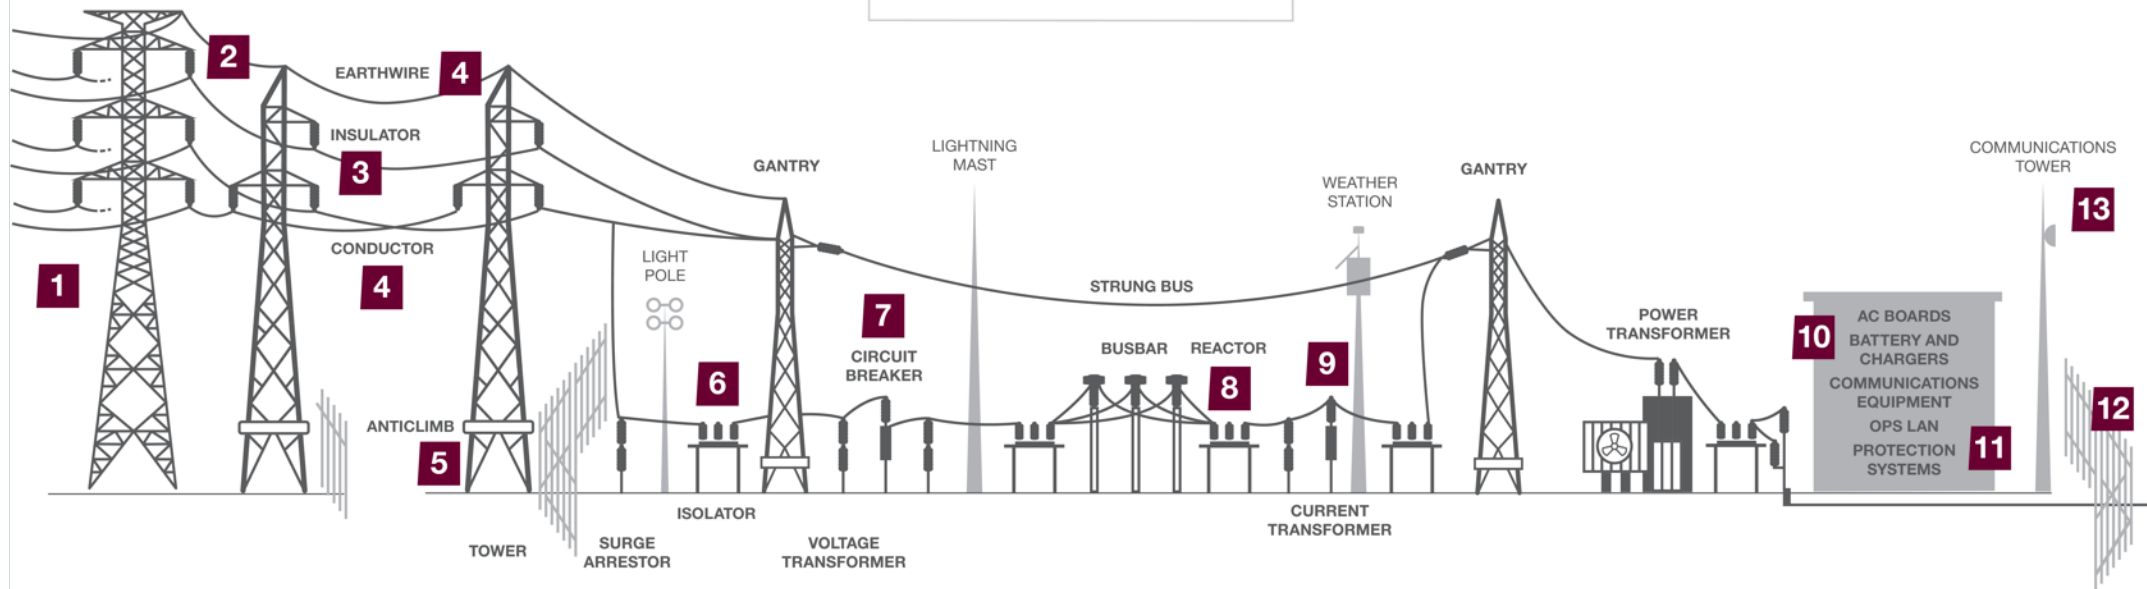 2
EARTHWIRE
4
INSULATOR
3
CONDUCTOR
4
1
ANTICLIMB
5
TOWER
LIGHT
POLE
6
ISOLATOR
SURGE
ARRESTOR
GANTRY
7
CIRCUIT
BREAKER
VOLTAGE
TRANSFORMER
LIGHTNING
MAST
STRUNG BUS
BUSBAR
REACTOR
8
9
WEATHER
STATION
CURRENT
TRANSFORMER
GANTRY
POWER
TRANSFORMER
10
AC BOARDS
BATTERY AND
CHARGERS
COMMUNICATIONS
EQUIPMENT
OPS LAN
PROTECTION
SYSTEMS
11
COMMUNICATIONS
TOWER
13
12